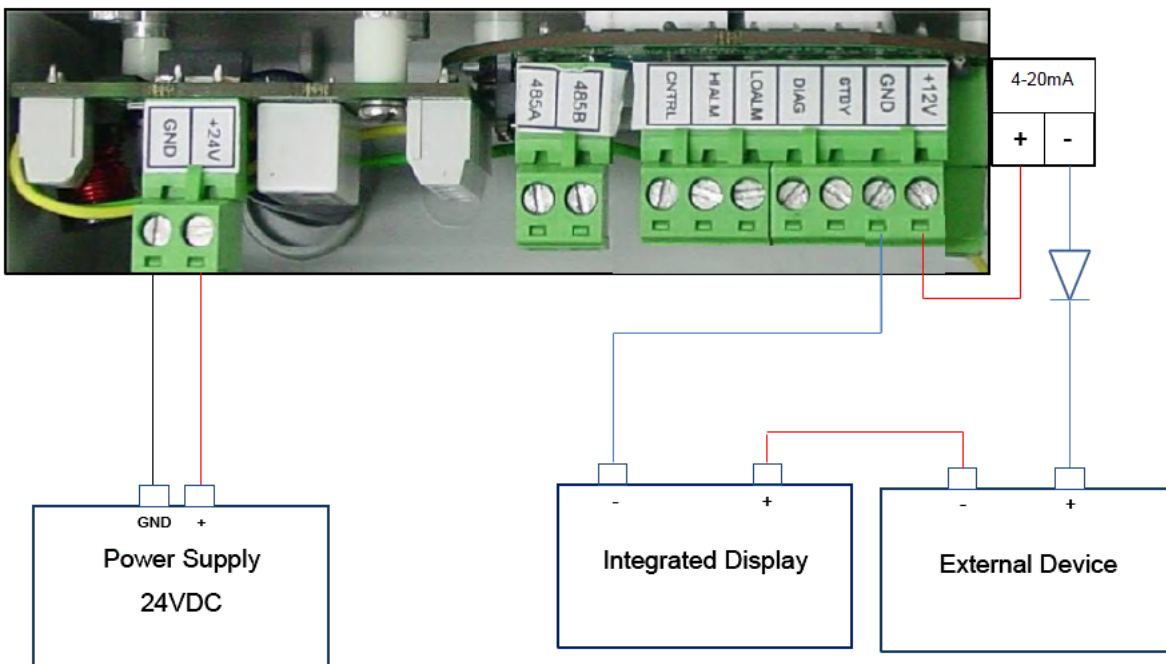 4-20mA
+ -
GND
+24V
485A
485B
CNTRL
HIALM
LOALM
DIAG
STBY
GND
+12V
GND +
Power Supply
24VDC
- +
Integrated Display
- +
External Device